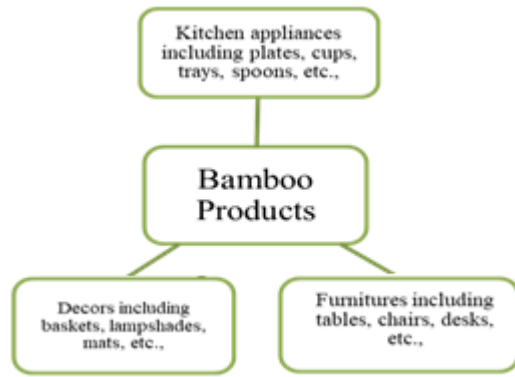 Kitchen appliances
including plates, cups,
trays, spoons, etc.,
Bamboo
Products
Decors including
baskets, lampshades,
mats, etc.,
Furnitures including
tables, chairs, desks,
etc.,